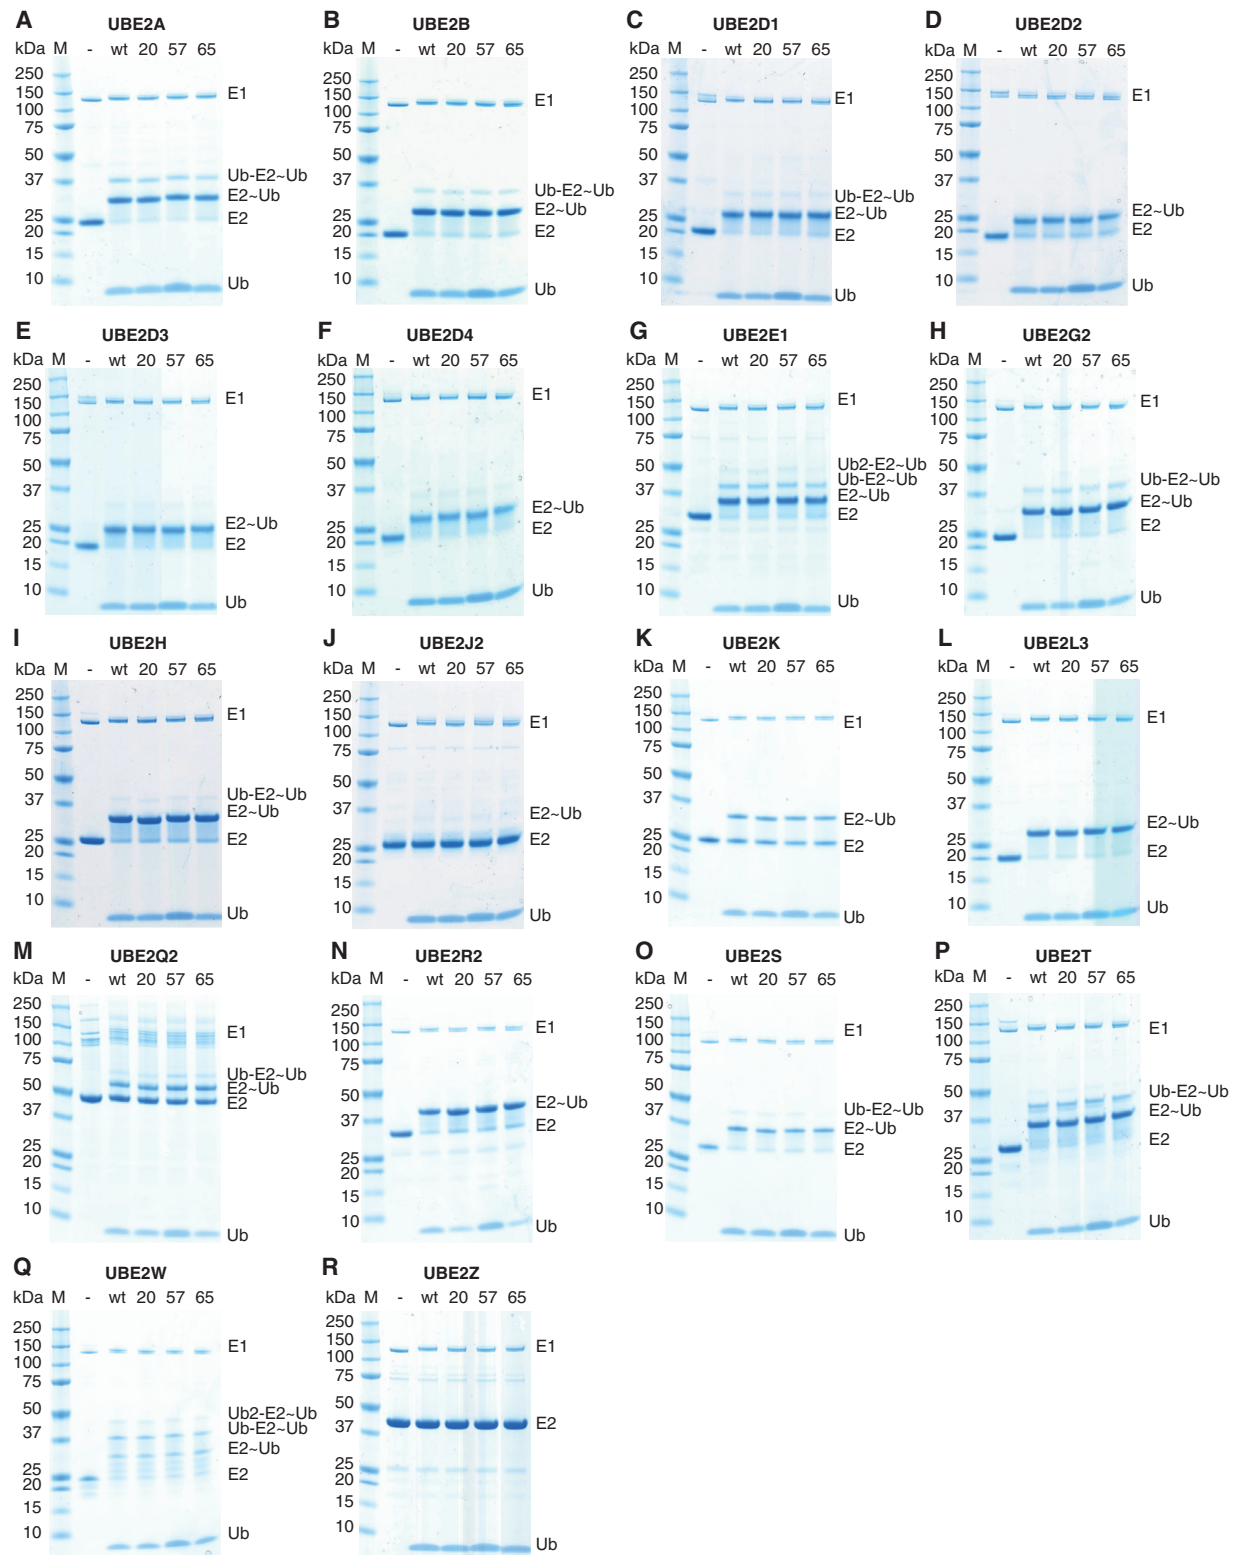 A UBE2A
kDa M - wt 20 57 65
250
150
100
75
50
37
25
20
15
10
E1
Ub-E2~Ub
E2~Ub
E2
Ub
B UBE2B
kDa M - wt 20 57 65
250
150
100
75
50
37
25
20
15
10
E1
Ub-E2~Ub
E2~Ub
E2
Ub
C UBE2D1
kDa M - wt 20 57 65
250
150
100
75
50
37
25
20
15
10
E1
Ub-E2~Ub
E2~Ub
E2
Ub
D UBE2D2
kDa M - wt 20 57 65
250
150
100
75
50
37
25
20
15
10
E1
E2~Ub
E2
Ub
E UBE2D3
kDa M - wt 20 57 65
250
150
100
75
50
37
25
20
15
10
E1
E2~Ub
E2
Ub
F UBE2D4
kDa M - wt 20 57 65
250
150
100
75
50
37
25
20
15
10
E1
E2~Ub
E2
Ub
G UBE2E1
kDa M - wt 20 57 65
250
150
100
75
50
37
25
20
15
10
E1
Ub2-E2~Ub
Ub-E2~Ub
E2~Ub
E2
Ub
H UBE2G2
kDa M - wt 20 57 65
250
150
100
75
50
37
25
20
15
10
E1
Ub-E2~Ub
E2~Ub
E2
Ub
I UBE2H
kDa M - wt 20 57 65
250
150
100
75
50
37
25
20
15
10
E1
Ub-E2~Ub
E2~Ub
E2
Ub
J UBE2J2
kDa M - wt 20 57 65
250
150
100
75
50
37
25
20
15
10
E1
E2~Ub
E2
Ub
K UBE2K
kDa M - wt 20 57 65
250
150
100
75
50
37
25
20
15
10
E1
E2~Ub
E2
Ub
L UBE2L3
kDa M - wt 20 57 65
250
150
100
75
50
37
25
20
15
10
E1
E2~Ub
E2
Ub
M UBE2Q2
kDa M - wt 20 57 65
250
150
100
75
50
37
25
20
15
10
E1
Ub-E2~Ub
E2~Ub
E2
Ub
N UBE2R2
kDa M - wt 20 57 65
250
150
100
75
50
37
25
20
15
10
E1
E2~Ub
E2
Ub
O UBE2S
kDa M - wt 20 57 65
250
150
100
75
50
37
25
20
15
10
E1
Ub-E2~Ub
E2~Ub
E2
Ub
P UBE2T
kDa M - wt 20 57 65
250
150
100
75
50
37
25
20
15
10
E1
Ub-E2~Ub
E2~Ub
E2
Ub
Q UBE2W
kDa M - wt 20 57 65
250
150
100
75
50
37
25
20
15
10
E1
Ub2-E2~Ub
Ub-E2~Ub
E2~Ub
E2
Ub
R UBE2Z
kDa M - wt 20 57 65
250
150
100
75
50
37
25
20
15
10
E1
E2
Ub